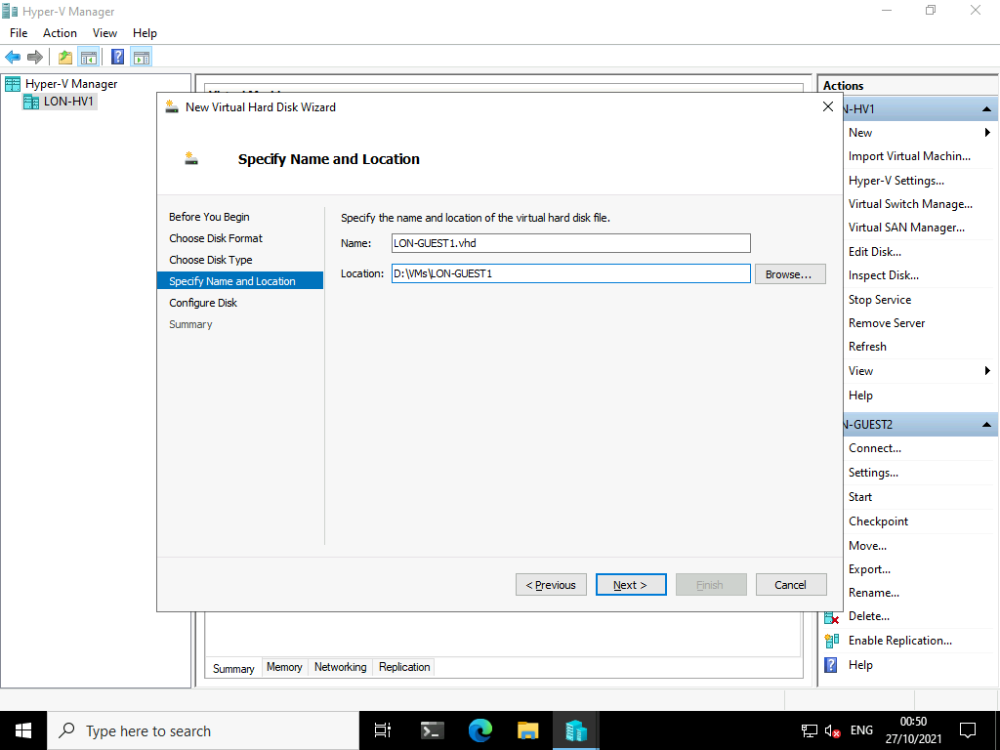 Hyper-V Manager
File Action View Help
Hyper-V Manager
LON-HV1
New Virtual Hard Disk Wizard
Specify Name and Location
Before You Begin
Choose Disk Format
Choose Disk Type
Specify Name and Location
Configure Disk
Summary
Specify the name and location of the virtual hard disk file.
Name: LON-GUEST1.vhd
Location: D:\VMs\LON-GUEST1 Browse...
< Previous Next > Finish Cancel
Summary Memory Networking Replication
Actions
N-HV1
New
Import Virtual Machin...
Hyper-V Settings...
Virtual Switch Manage...
Virtual SAN Manager...
Edit Disk...
Inspect Disk...
Stop Service
Remove Server
Refresh
View
Help
N-GUEST2
Connect...
Settings...
Start
Checkpoint
Move...
Export...
Rename...
Delete...
Enable Replication...
Help
Type here to search
ENG
00:50
27/10/2021